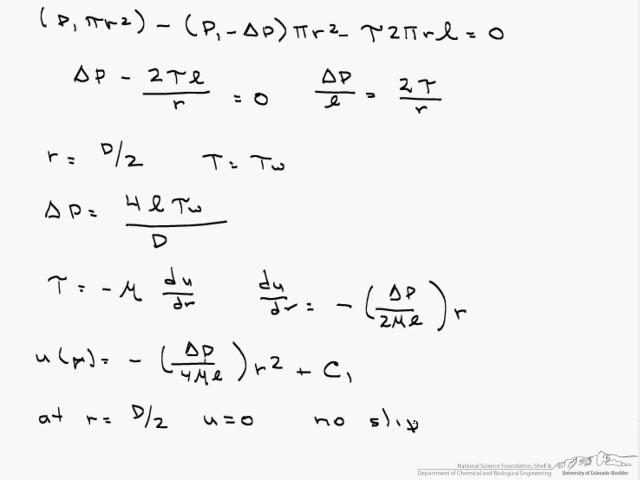 (P₁ πr²) − (P₁ − ΔP) πr² − τ2πrl = 0
ΔP − 2τl/r = 0    ΔP/l = 2τ/r
r = D/2    τ = τw
ΔP = 4lτw/D
τ = −μ du/dr    du/dr = −(ΔP/2μl) r
u(r) = −(ΔP/4μl) r² + C₁
at r = D/2  u=0  no slip
National Science Foundation, Shell &
Department of Chemical and Biological Engineering
University of Colorado-Boulder